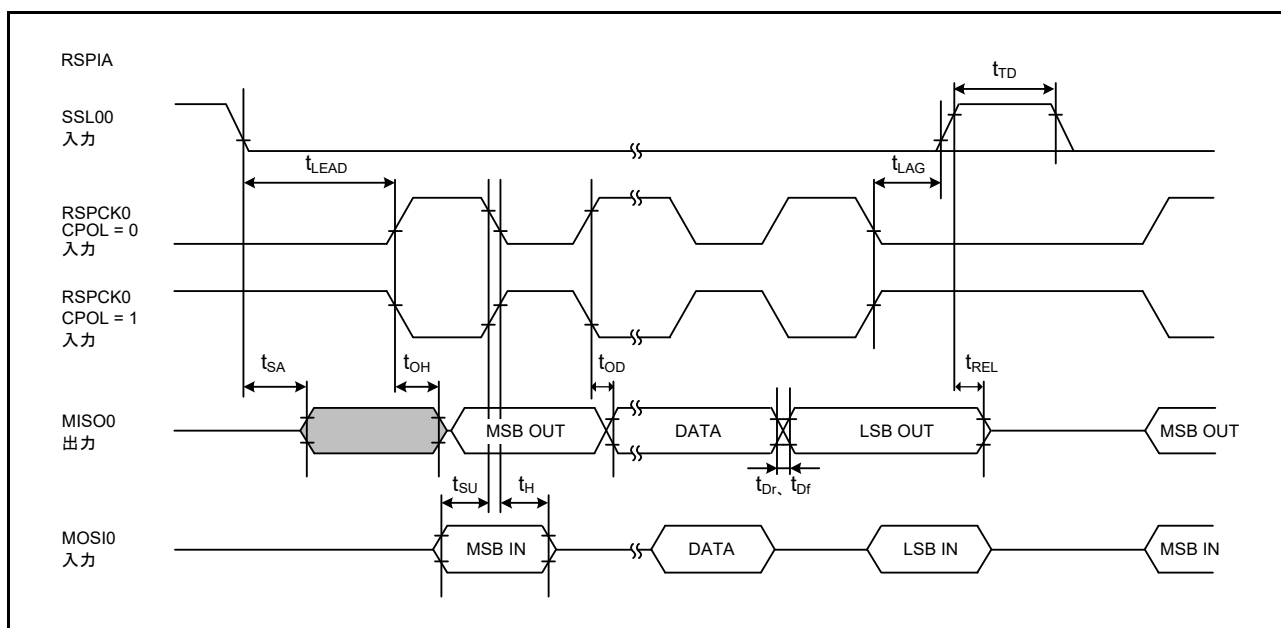 RSPIA
SSL00
入力
tTD
tLEAD
tLAG
RSPCK0
CPOL = 0
入力
RSPCK0
CPOL = 1
入力
tSA
tOH
tOD
tREL
MISO0
出力
MSB OUT
DATA
LSB OUT
MSB OUT
tSU
tH
tDr、tDf
MOSI0
入力
MSB IN
DATA
LSB IN
MSB IN